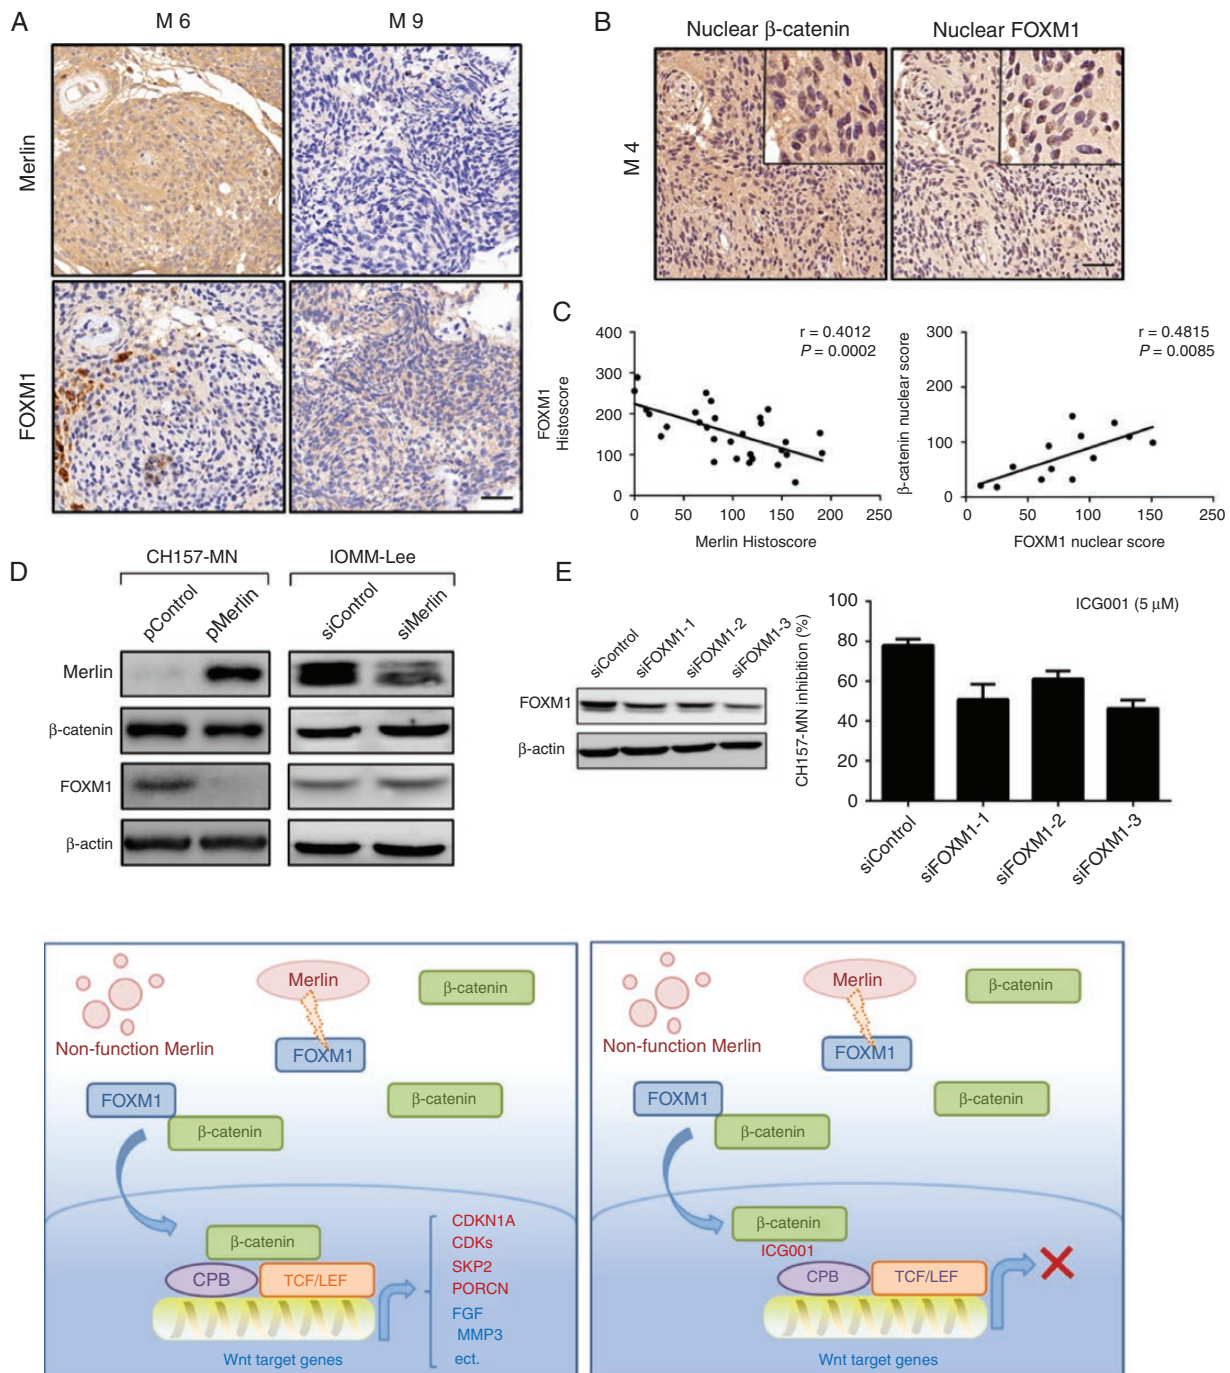 A
M 6
M 9
Merlin
FOXM1
B
Nuclear β-catenin
Nuclear FOXM1
M 4
C
FOXM1
Histoscore
400
300
200
100
0
r = 0.4012
P = 0.0002
0
50
100
150
200
250
Merlin Histoscore
β-catenin nuclear score
300
200
100
0
r = 0.4815
P = 0.0085
0
50
100
150
200
250
FOXM1 nuclear score
D
CH157-MN
IOMM-Lee
pControl
pMerlin
siControl
siMerlin
Merlin
β-catenin
FOXM1
β-actin
E
siControl
siFOXM1-1
siFOXM1-2
siFOXM1-3
FOXM1
β-actin
CH157-MN inhibition (%)
100
80
60
40
20
0
ICG001 (5 μM)
siControl
siFOXM1-1
siFOXM1-2
siFOXM1-3
Merlin
β-catenin
Non-function Merlin
FOXM1
FOXM1
β-catenin
β-catenin
β-catenin
CPB
TCF/LEF
Wnt target genes
CDKN1A
CDKs
SKP2
PORCN
FGF
MMP3
ect.
Merlin
β-catenin
Non-function Merlin
FOXM1
FOXM1
β-catenin
β-catenin
β-catenin
ICG001
CPB
TCF/LEF
Wnt target genes